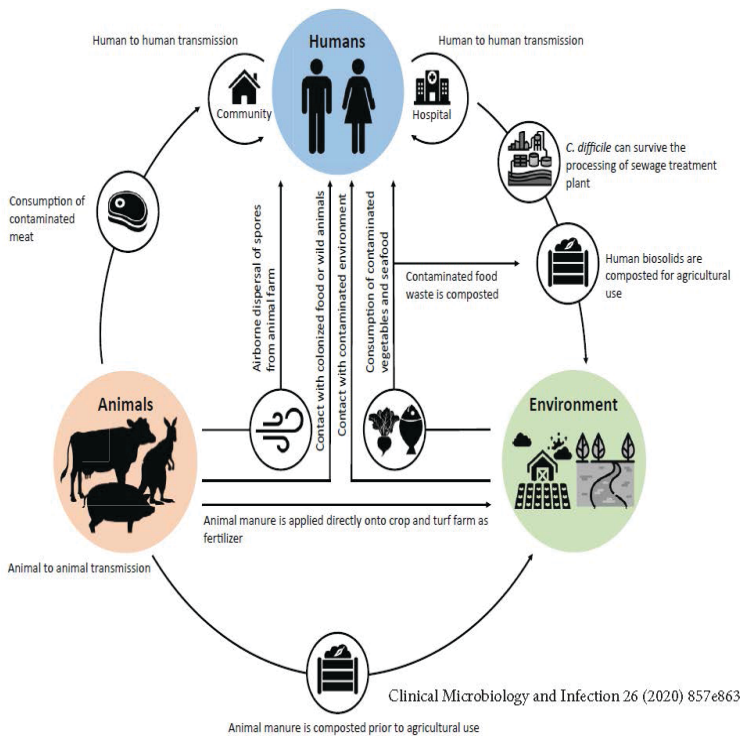 Human to human transmission
Humans
Human to human transmission
Community
Hospital
C. difficile can survive the
processing of sewage treatment
plant
Consumption of
contaminated
meat
Airborne dispersal of spores
from animal farm
Contact with colonized food or wild animals
Contact with contaminated environment
Consumption of contaminated
vegetables and seafood
Contaminated food
waste is composted
Human biosolids are
composted for agricultural
use
Animals
Environment
Animal manure is applied directly onto crop and turf farm as
fertilizer
Animal to animal transmission
Clinical Microbiology and Infection 26 (2020) 857e863
Animal manure is composted prior to agricultural use